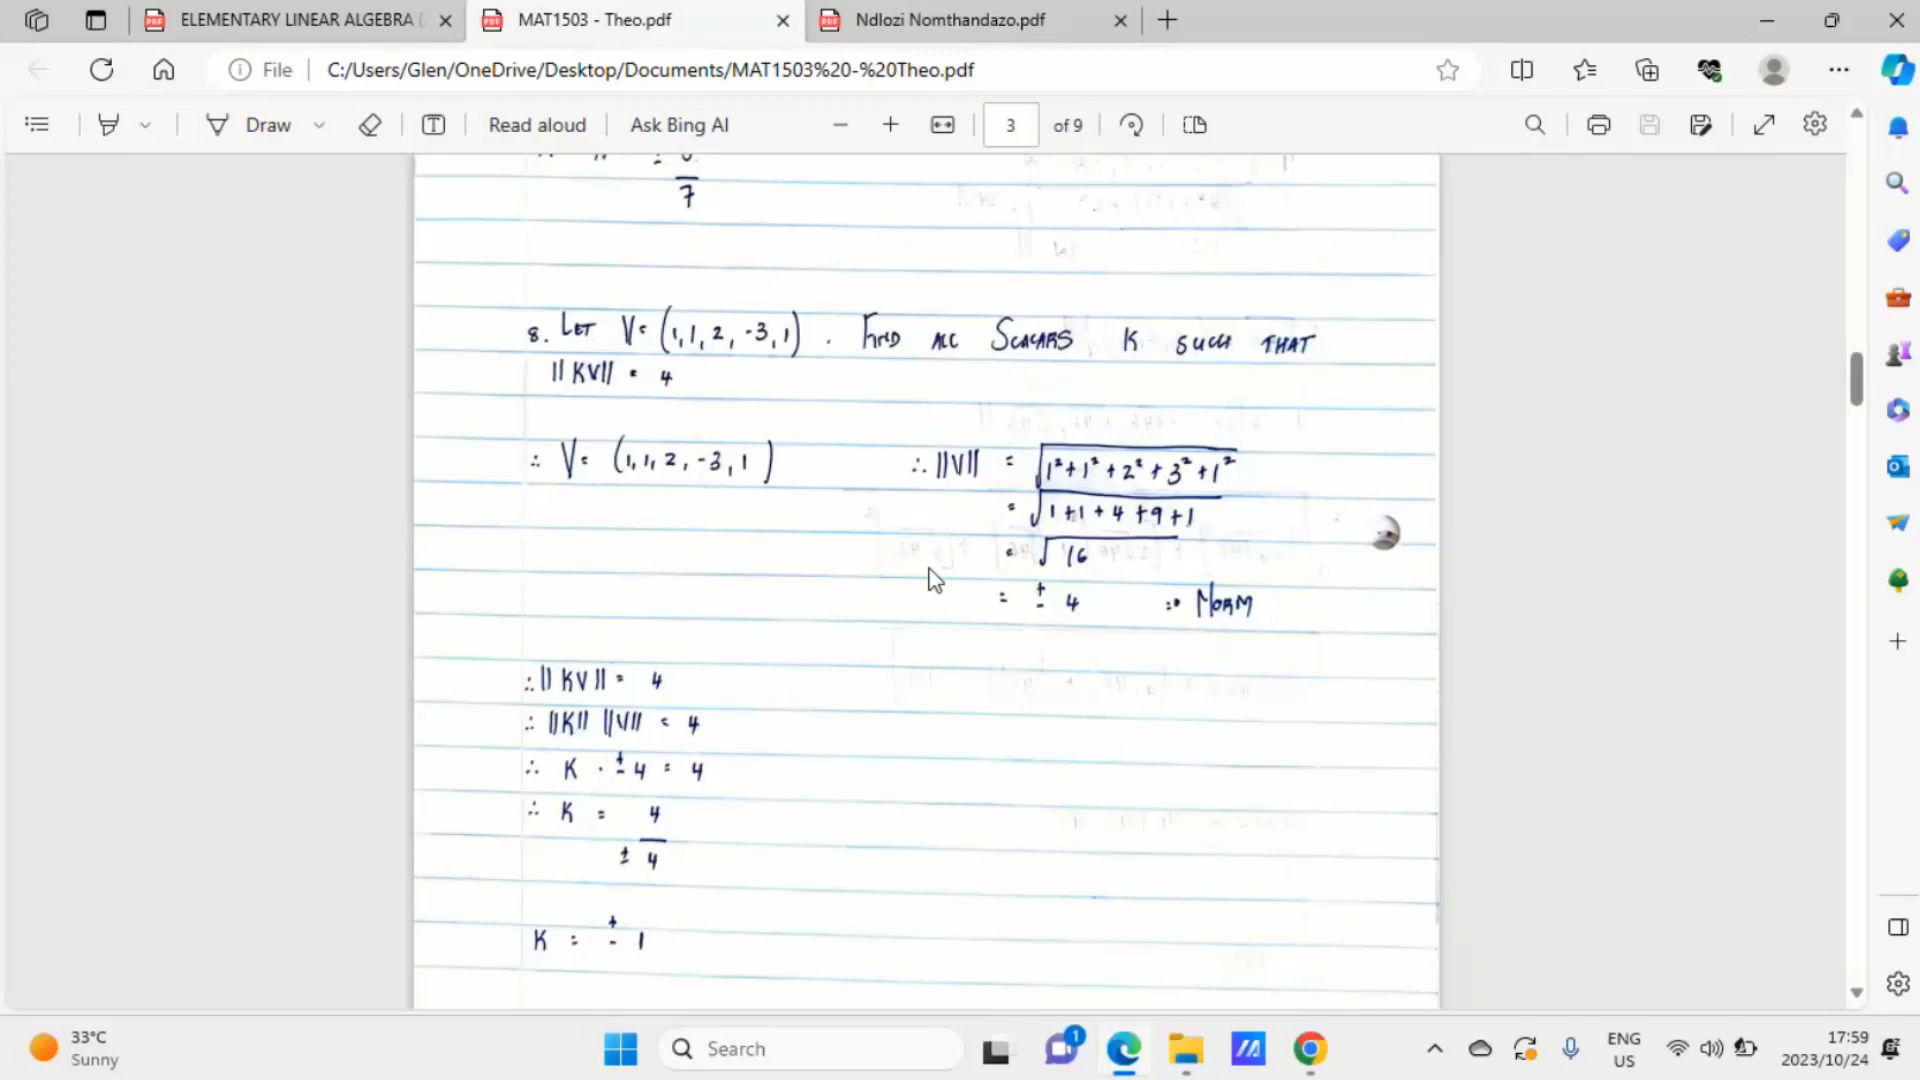 ELEMENTARY LINEAR ALGEBRA (
MAT1503 - Theo.pdf
Ndlozi Nomthandazo.pdf
File
C:/Users/Glen/OneDrive/Desktop/Documents/MAT1503%20-%20Theo.pdf
Draw
Read aloud
Ask Bing AI
3
of 9
7
8. LET V = (1, 1, 2, -3, 1) . FIND ALL SCALARS K SUCH THAT
||KV|| = 4
∴ V = (1, 1, 2, -3, 1) ∴ ||V|| = √1² + 1² + 2² + 3² + 1²
= √1 + 1 + 4 + 9 + 1
= √16
= ± 4 => NORM
∴ ||KV|| = 4
∴ ||K|| ||V|| = 4
∴ K · ± 4 = 4
∴ K = 4
± 4
K = ± 1
33°C
Sunny
Search
1
ENG
US
17:59
2023/10/24